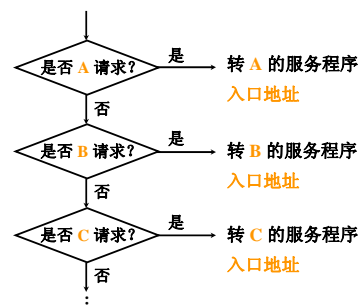 是否 A 请求?
是
转 A 的服务程序
入口地址
否
是否 B 请求?
是
转 B 的服务程序
入口地址
否
是否 C 请求?
是
转 C 的服务程序
入口地址
否
⋮